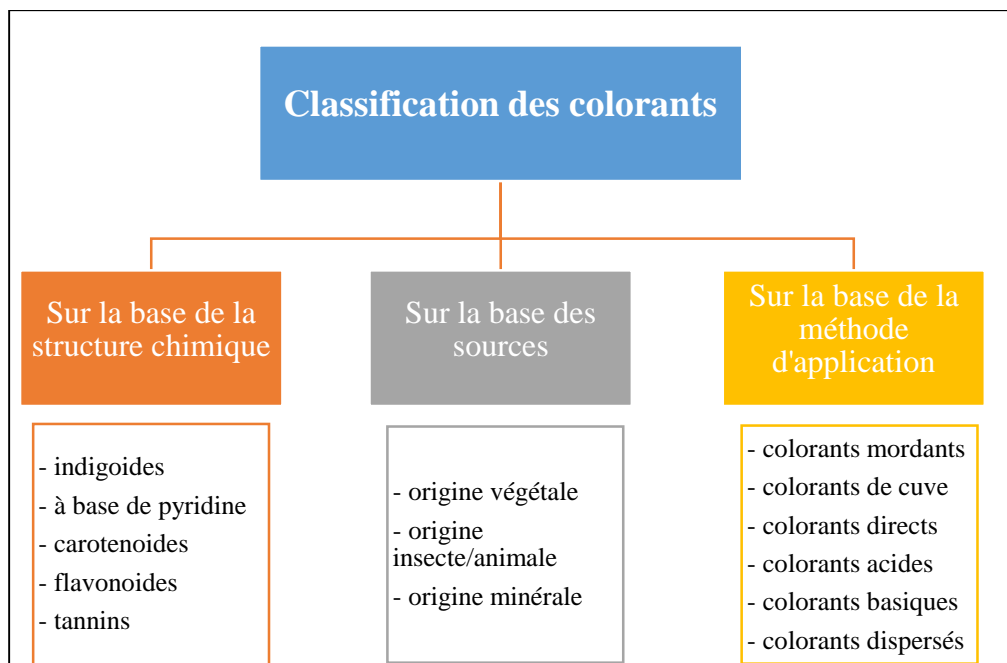 Classification des colorants
Sur la base de la
structure chimique
- indigoides
- à base de pyridine
- carotenoides
- flavonoides
- tannins
Sur la base des
sources
- origine végétale
- origine
insecte/animale
- origine minérale
Sur la base de la
méthode
d'application
- colorants mordants
- colorants de cuve
- colorants directs
- colorants acides
- colorants basiques
- colorants dispersés